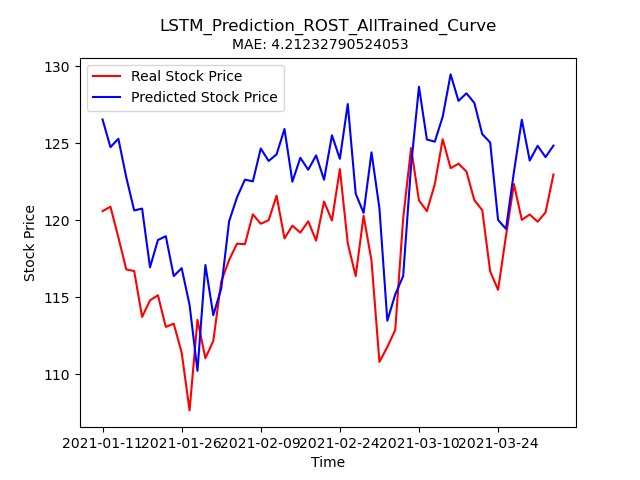 LSTM_Prediction_ROST_AllTrained_Curve
MAE: 4.21232790524053
Real Stock Price
Predicted Stock Price
Stock Price
130
125
120
115
110
2021-01-11 2021-01-26 2021-02-09 2021-02-24 2021-03-10 2021-03-24
Time